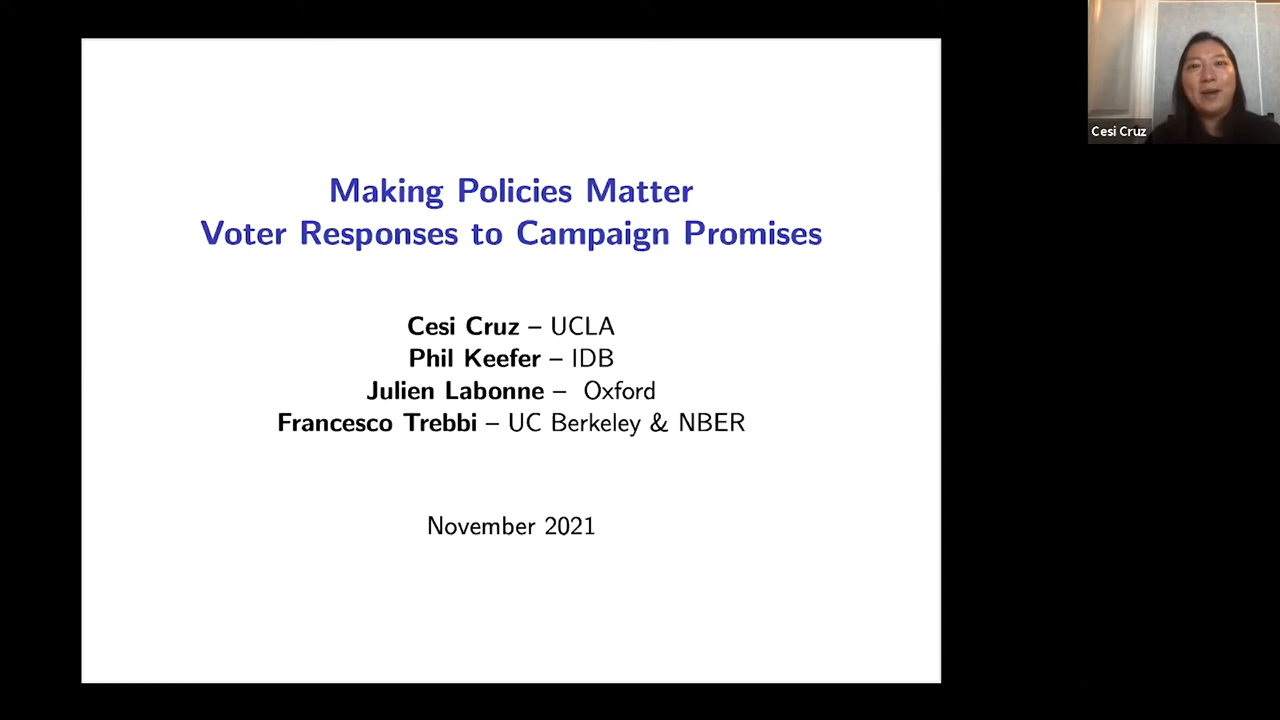 Making Policies Matter
Voter Responses to Campaign Promises
Cesi Cruz – UCLA
Phil Keefer – IDB
Julien Labonne – Oxford
Francesco Trebbi – UC Berkeley & NBER
November 2021
Cesi Cruz